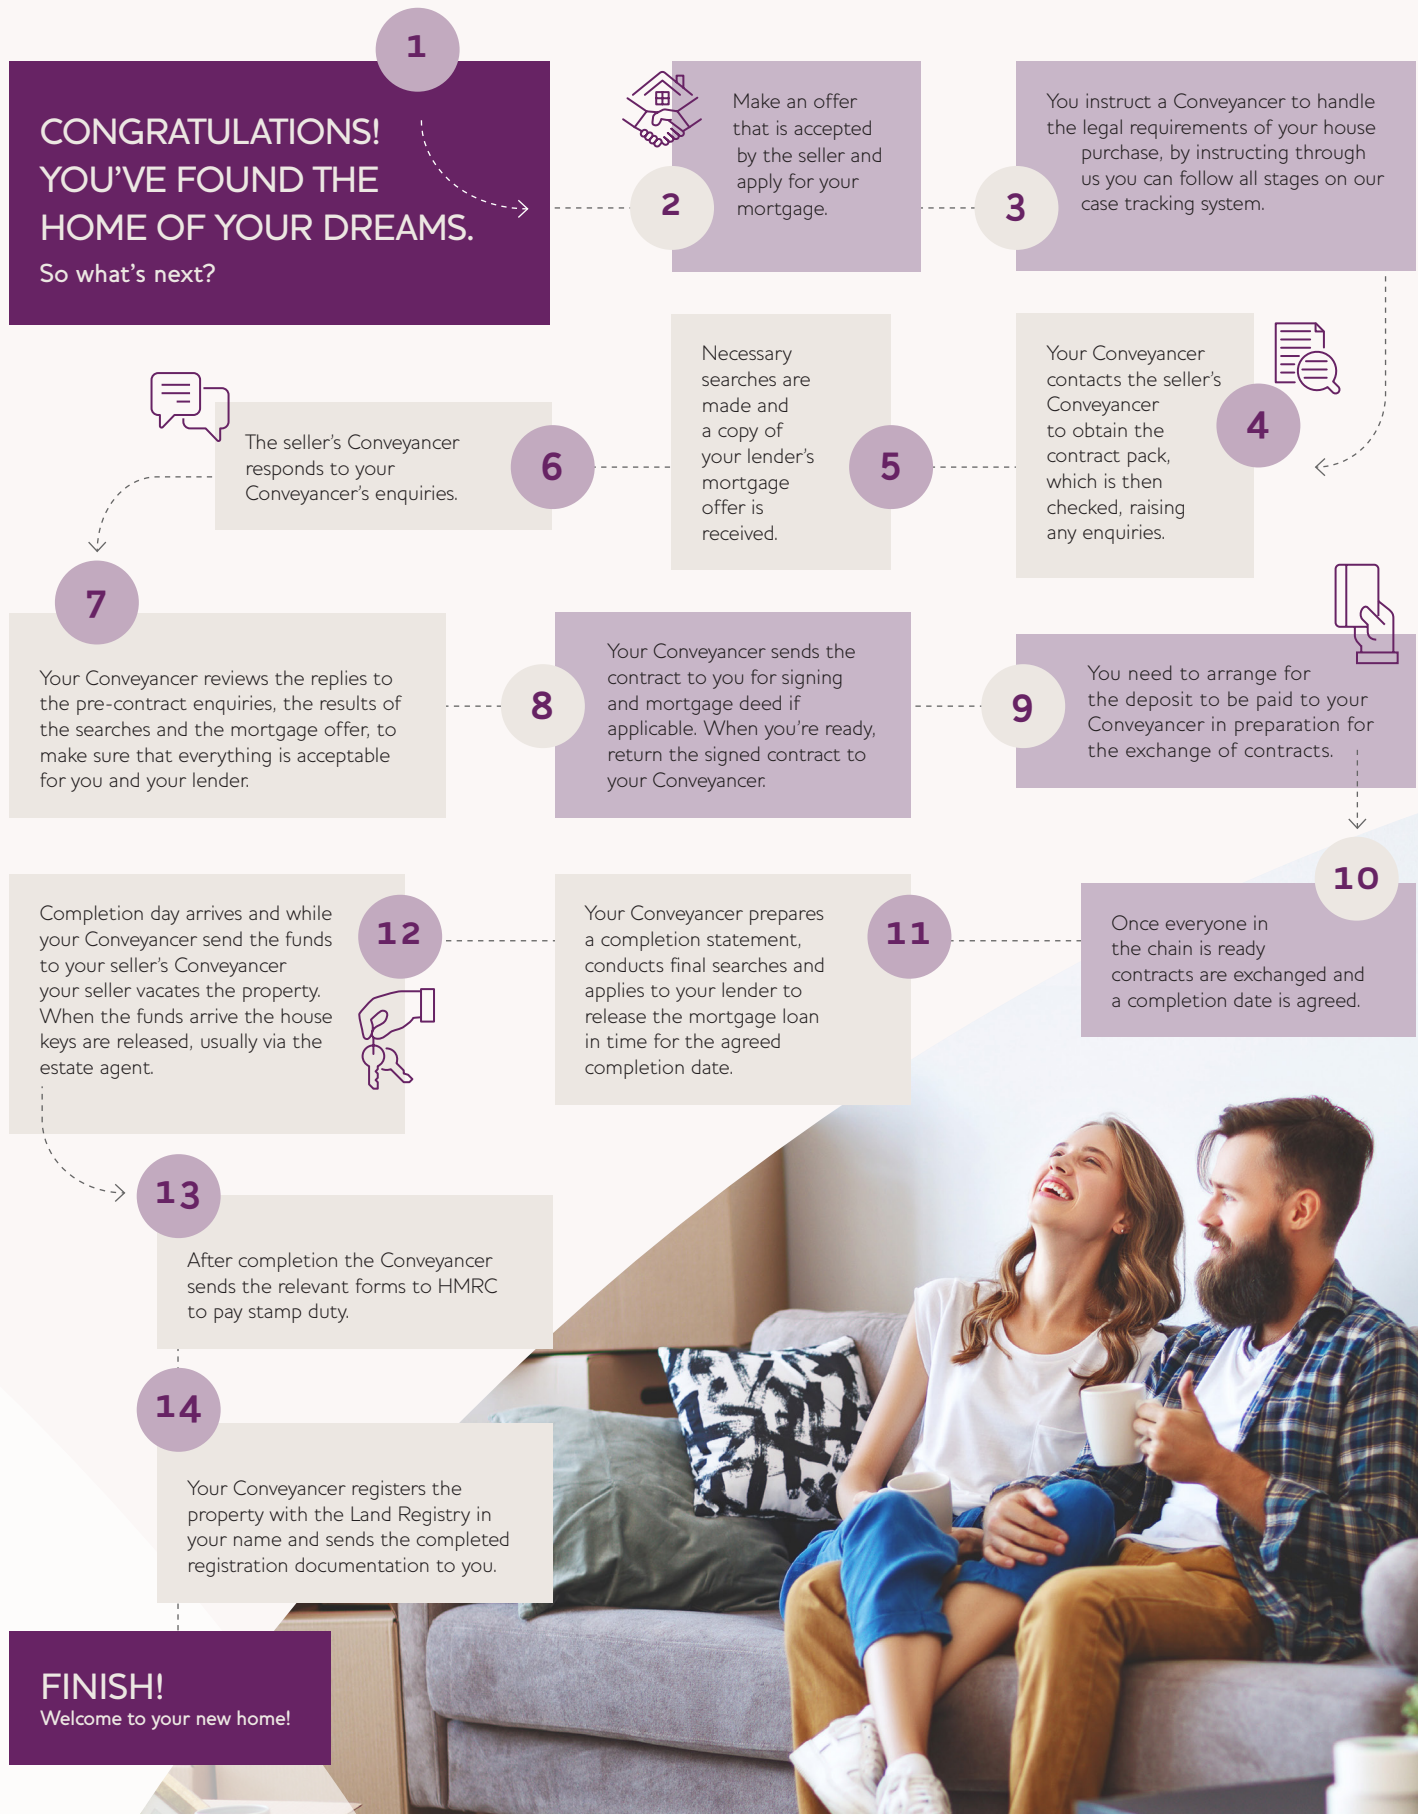 1
CONGRATULATIONS!
YOU'VE FOUND THE
HOME OF YOUR DREAMS.
So what's next?
2
Make an offer
that is accepted
by the seller and
apply for your
mortgage.
3
You instruct a Conveyancer to handle
the legal requirements of your house
purchase, by instructing through
us you can follow all stages on our
case tracking system.
4
Your Conveyancer
contacts the seller's
Conveyancer
to obtain the
contract pack,
which is then
checked, raising
any enquiries.
5
Necessary
searches are
made and
a copy of
your lender's
mortgage
offer is
received.
6
The seller's Conveyancer
responds to your
Conveyancer's enquiries.
7
Your Conveyancer reviews the replies to
the pre-contract enquiries, the results of
the searches and the mortgage offer, to
make sure that everything is acceptable
for you and your lender.
8
Your Conveyancer sends the
contract to you for signing
and mortgage deed if
applicable. When you're ready,
return the signed contract to
your Conveyancer.
9
You need to arrange for
the deposit to be paid to your
Conveyancer in preparation for
the exchange of contracts.
10
Once everyone in
the chain is ready
contracts are exchanged and
a completion date is agreed.
11
Your Conveyancer prepares
a completion statement,
conducts final searches and
applies to your lender to
release the mortgage loan
in time for the agreed
completion date.
12
Completion day arrives and while
your Conveyancer send the funds
to your seller's Conveyancer
your seller vacates the property.
When the funds arrive the house
keys are released, usually via the
estate agent.
13
After completion the Conveyancer
sends the relevant forms to HMRC
to pay stamp duty.
14
Your Conveyancer registers the
property with the Land Registry in
your name and sends the completed
registration documentation to you.
FINISH!
Welcome to your new home!